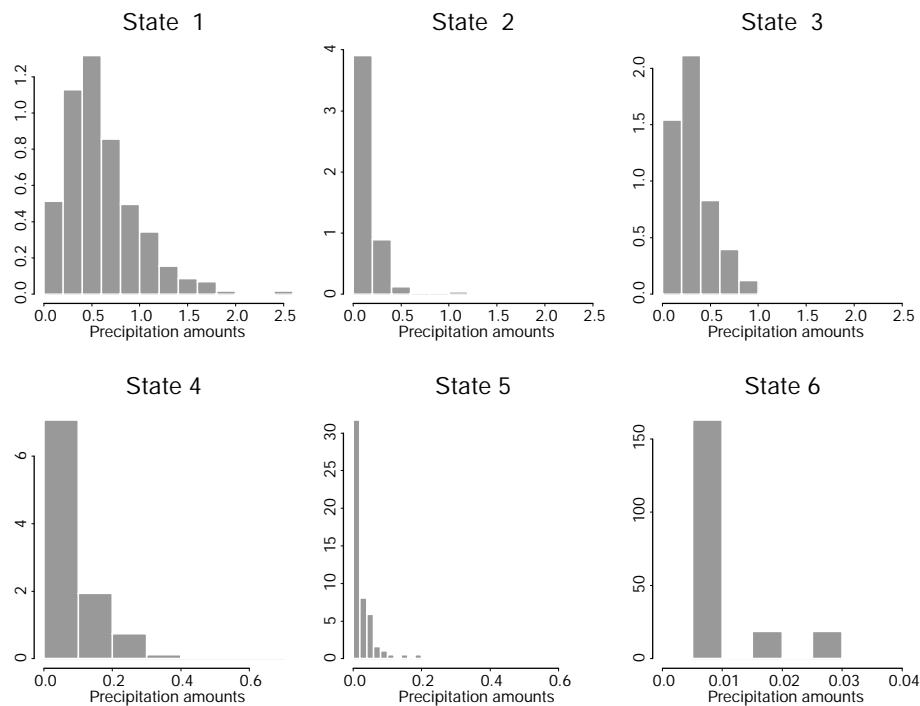 State 1
State 2
State 3
0.0 0.2 0.4 0.6 0.8 1.0 1.2
0 1 2 3 4
0.0 0.5 1.0 1.5 2.0
0.0 0.5 1.0 1.5 2.0 2.5
0.0 0.5 1.0 1.5 2.0 2.5
0.0 0.5 1.0 1.5 2.0 2.5
Precipitation amounts
Precipitation amounts
Precipitation amounts
State 4
State 5
State 6
0 2 4 6
0 5 10 15 20 25 30
0 50 100 150
0.0 0.2 0.4 0.6
0.0 0.2 0.4 0.6
0.0 0.01 0.02 0.03 0.04
Precipitation amounts
Precipitation amounts
Precipitation amounts